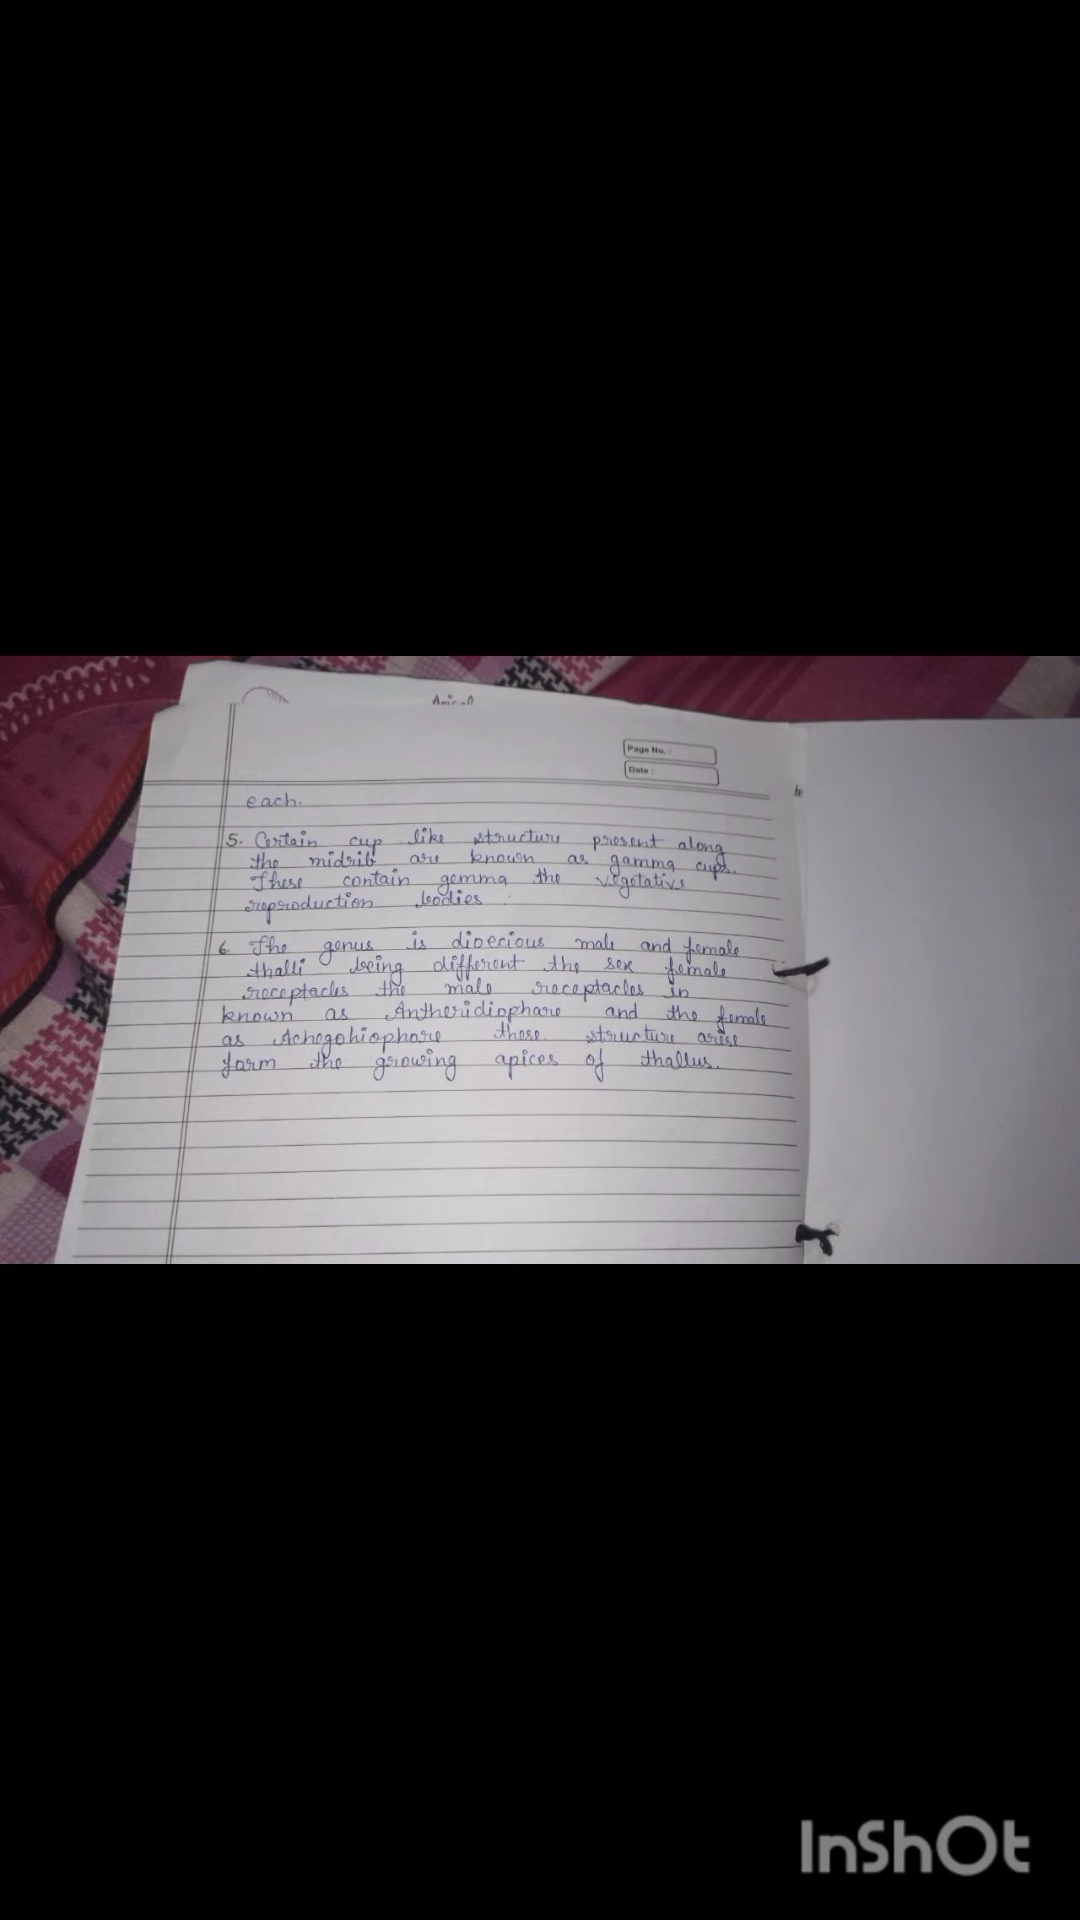 Page No. :
Date :
each.
5. Certain cup like structure present along
the midrib are known as gamma cups.
These contain gemma the vegetative
reproduction bodies.
6. The genus is dioecious male and female
thalli being different the sex female
receptacles the male receptacles in
known as Antheridiophare and the female
as Achegohiophore these structure arise
form the growing apices of thallus.
InShOt